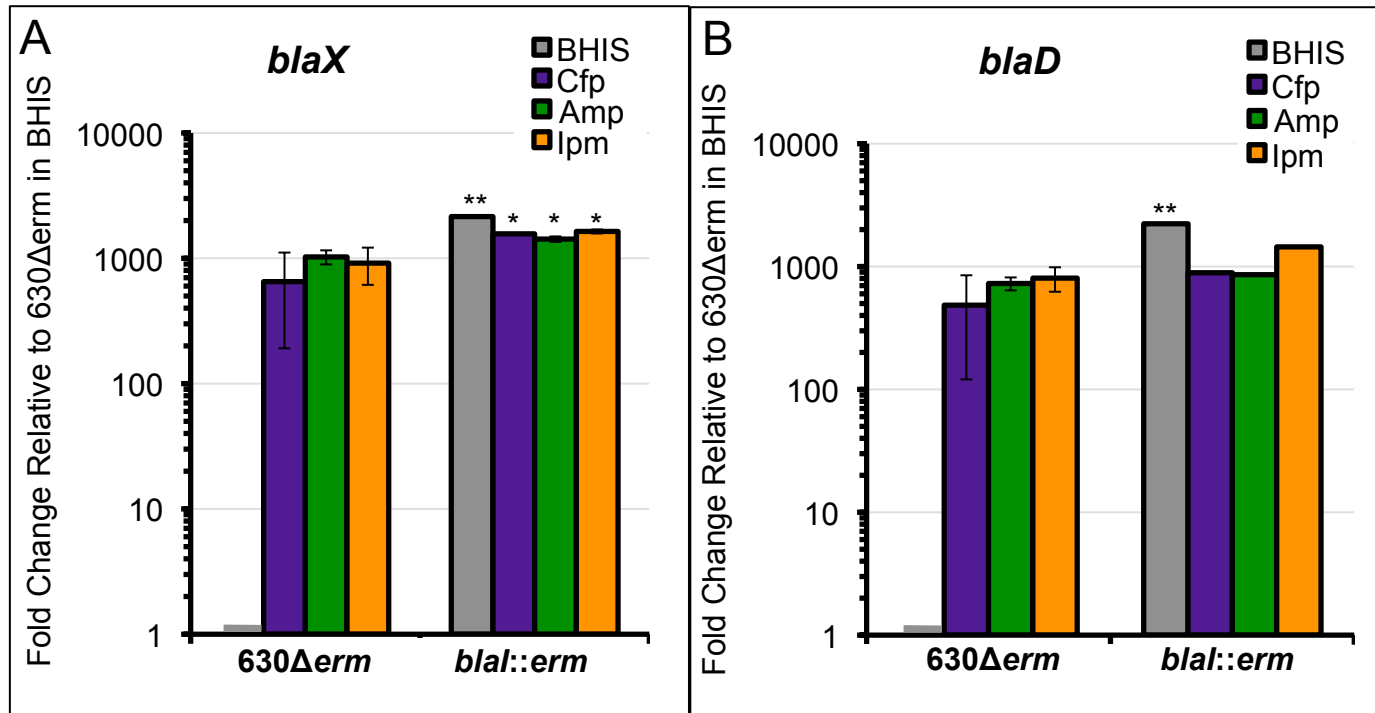 A
blaX
BHIS
Cfp
Amp
Ipm
Fold Change Relative to 630Δerm in BHIS
10000
1000
100
10
1
** * * *
630Δerm blaI::erm
B
blaD
BHIS
Cfp
Amp
Ipm
Fold Change Relative to 630Δerm in BHIS
10000
1000
100
10
1
**
630Δerm blaI::erm